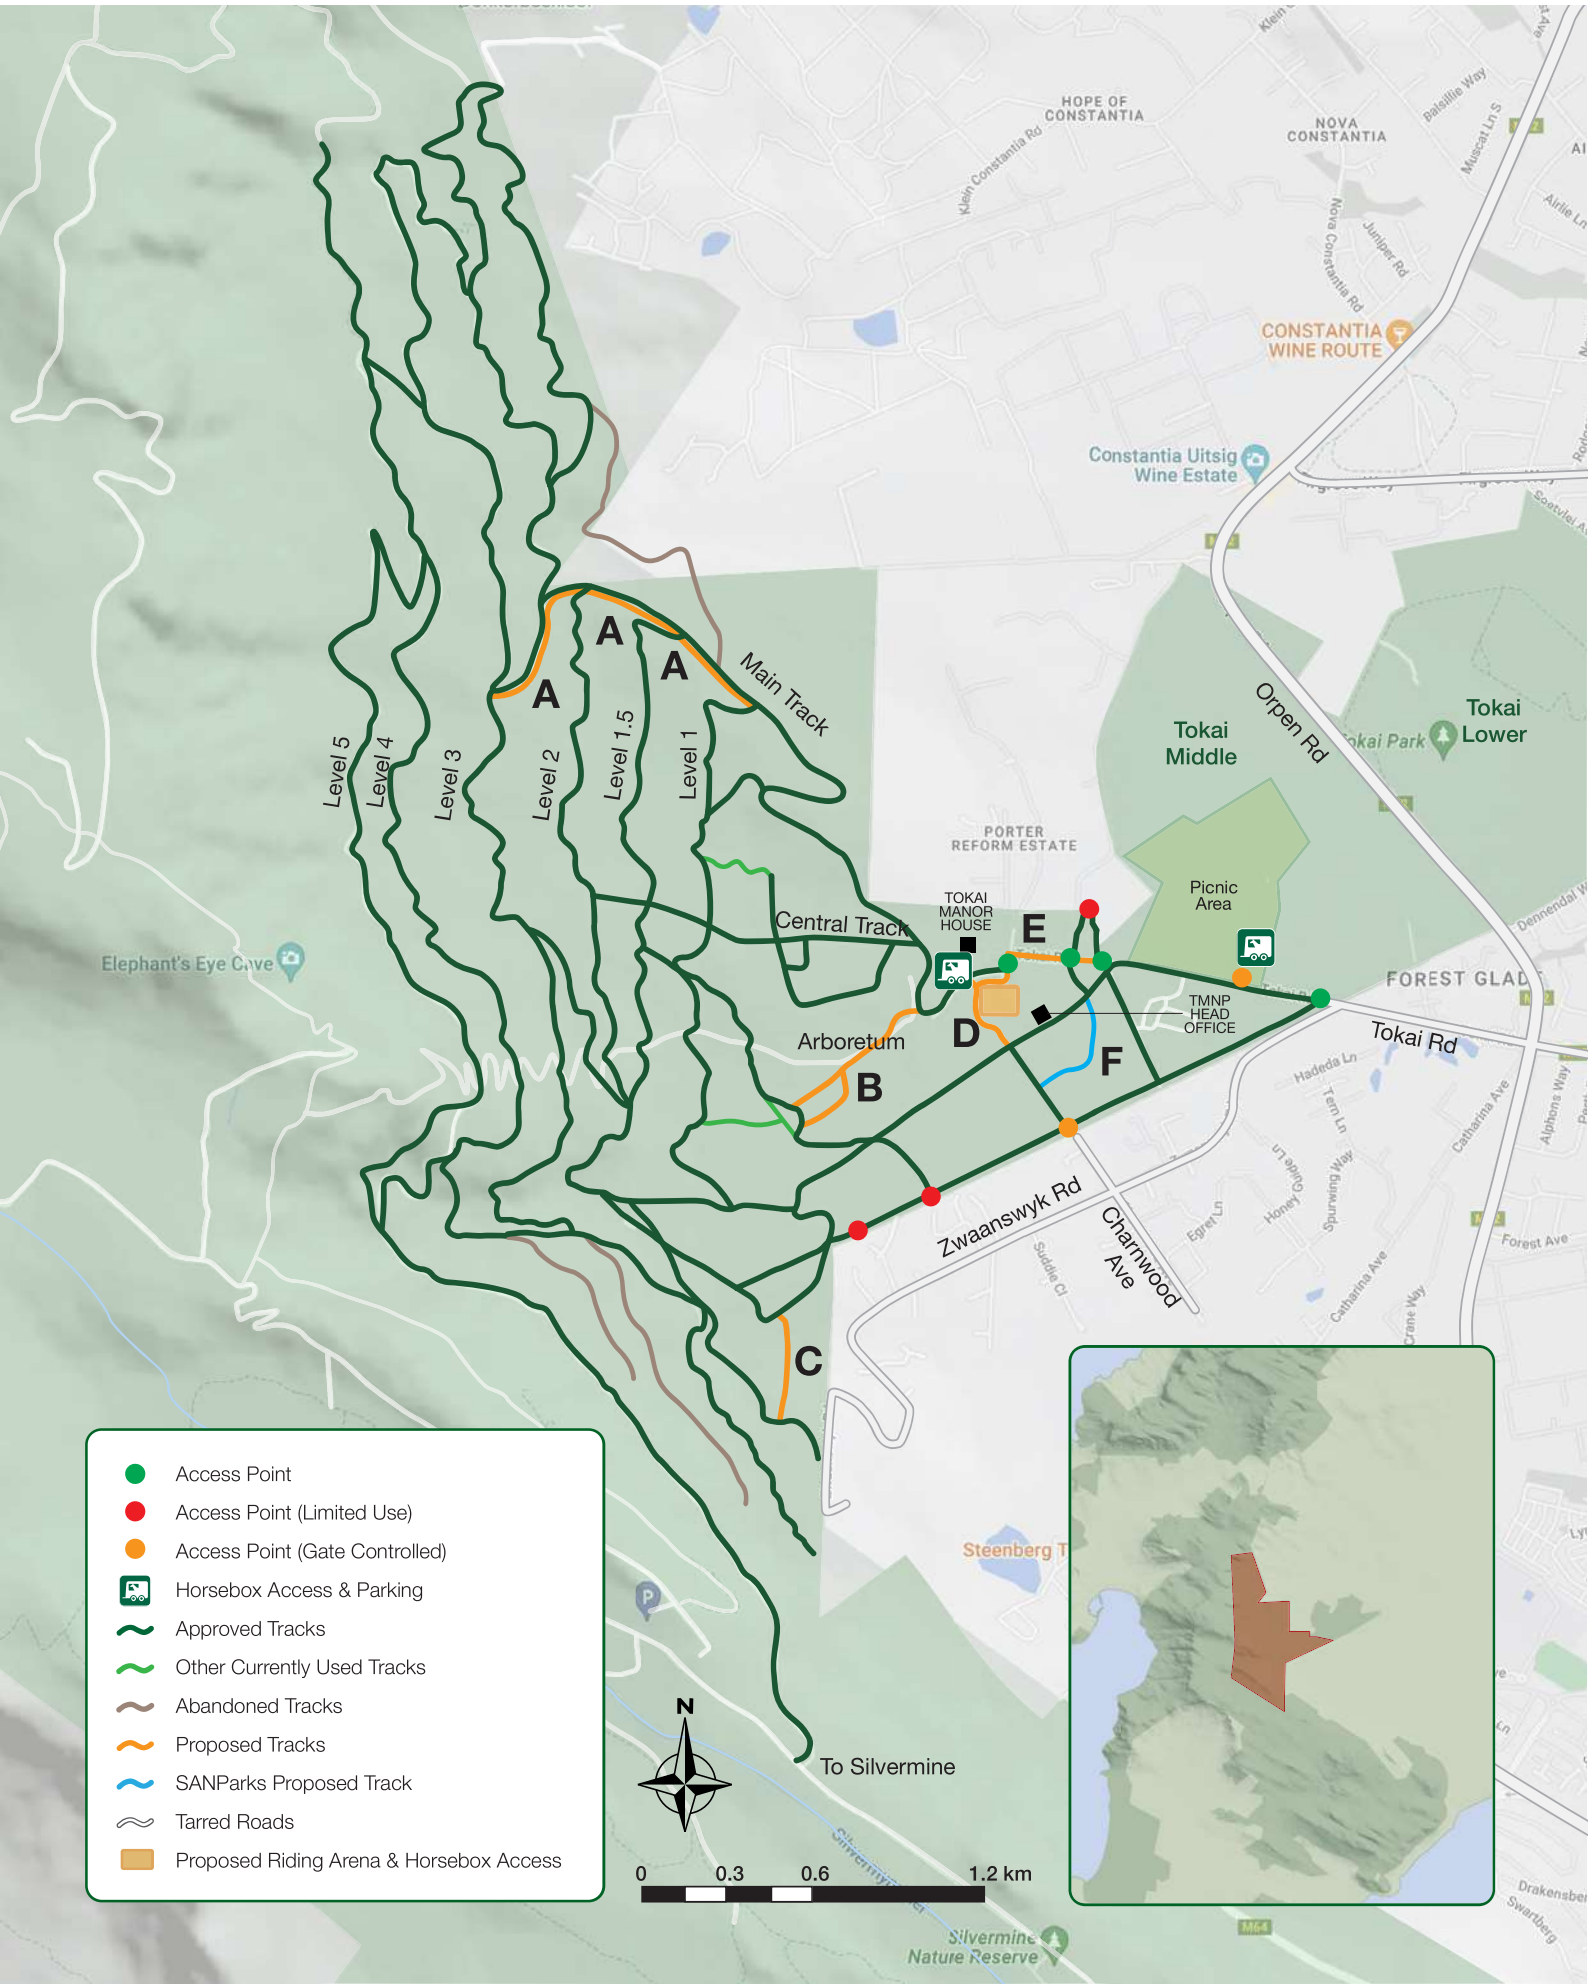 HOPE OF
CONSTANTIA
NOVA
CONSTANTIA
Klein Constantia Rd
Balsillie Way
Muscat Ln S
Airlie Ln
Nova Constantia Rd
Juniper Rd
CONSTANTIA
WINE ROUTE
Constantia Uitsig
Wine Estate
Orpen Rd
Tokai
Middle
Tokai
Lower
Tokai Park
A
A
A
Main Track
Level 5
Level 4
Level 3
Level 2
Level 1.5
Level 1
PORTER
REFORM ESTATE
Picnic
Area
TOKAI
MANOR
HOUSE
Central Track
E
Elephant's Eye Cave
FOREST GLADE
TMNP
HEAD
OFFICE
Tokai Rd
Arboretum
D
F
B
Hadeda Ln
Tern Ln
Catharina Ave
Alphons Way
Spurwing Way
Honey Guide Ln
Egret Ln
Zwaanswyk Rd
Charnwood
Ave
Suddie Cl
Forest Ave
Catharina Ave
Crane Way
C
Steenberg T
P
Access Point
Access Point (Limited Use)
Access Point (Gate Controlled)
Horsebox Access & Parking
Approved Tracks
Other Currently Used Tracks
Abandoned Tracks
Proposed Tracks
SANParks Proposed Track
Tarred Roads
Proposed Riding Arena & Horsebox Access
N
To Silvermine
0 0.3 0.6 1.2 km
Drakensber
Swartberg
M64
Silvermine
Nature Reserve